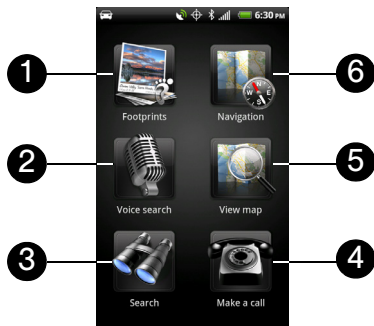 6:30 PM
1
Footprints
6
Navigation
2
Voice search
5
View map
3
Search
4
Make a call